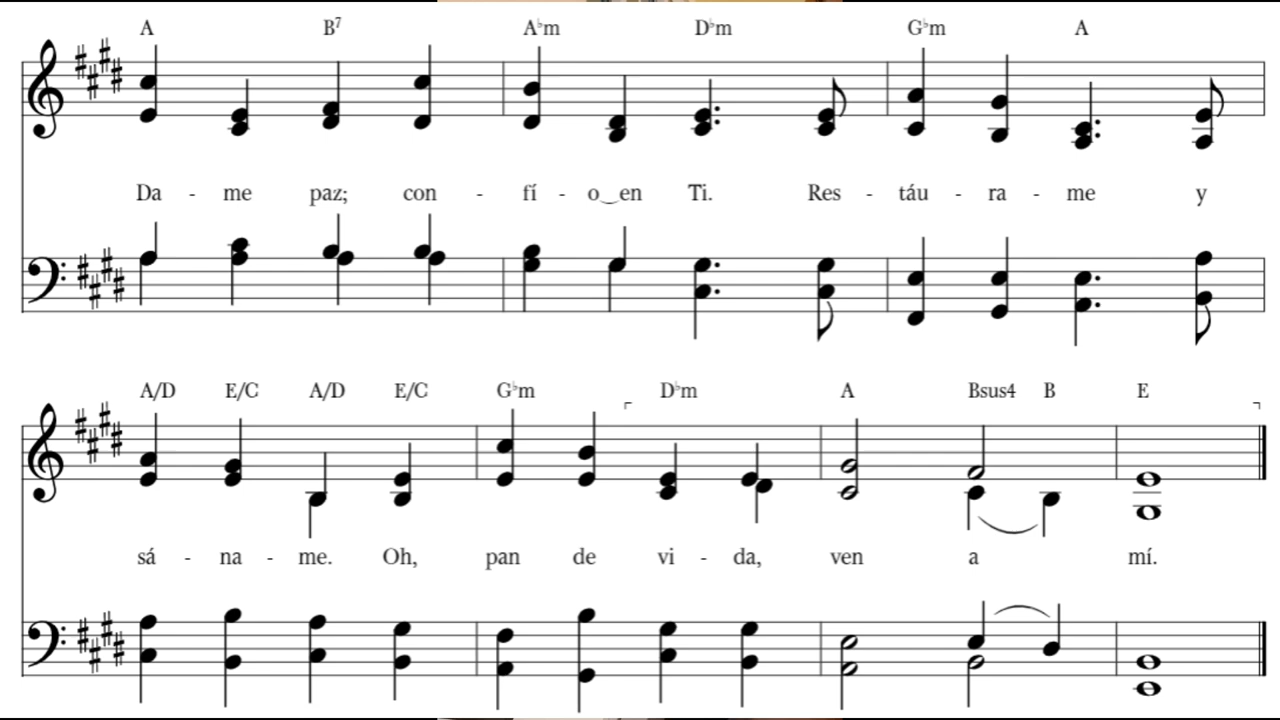 A B7 A♭m D♭m G♭m A
Da - me paz; con - fí - o‿en Ti. Res - táu - ra - me y
A/D E/C A/D E/C G♭m D♭m A Bsus4 B E
sá - na - me. Oh, pan de vi - da, ven a mí.